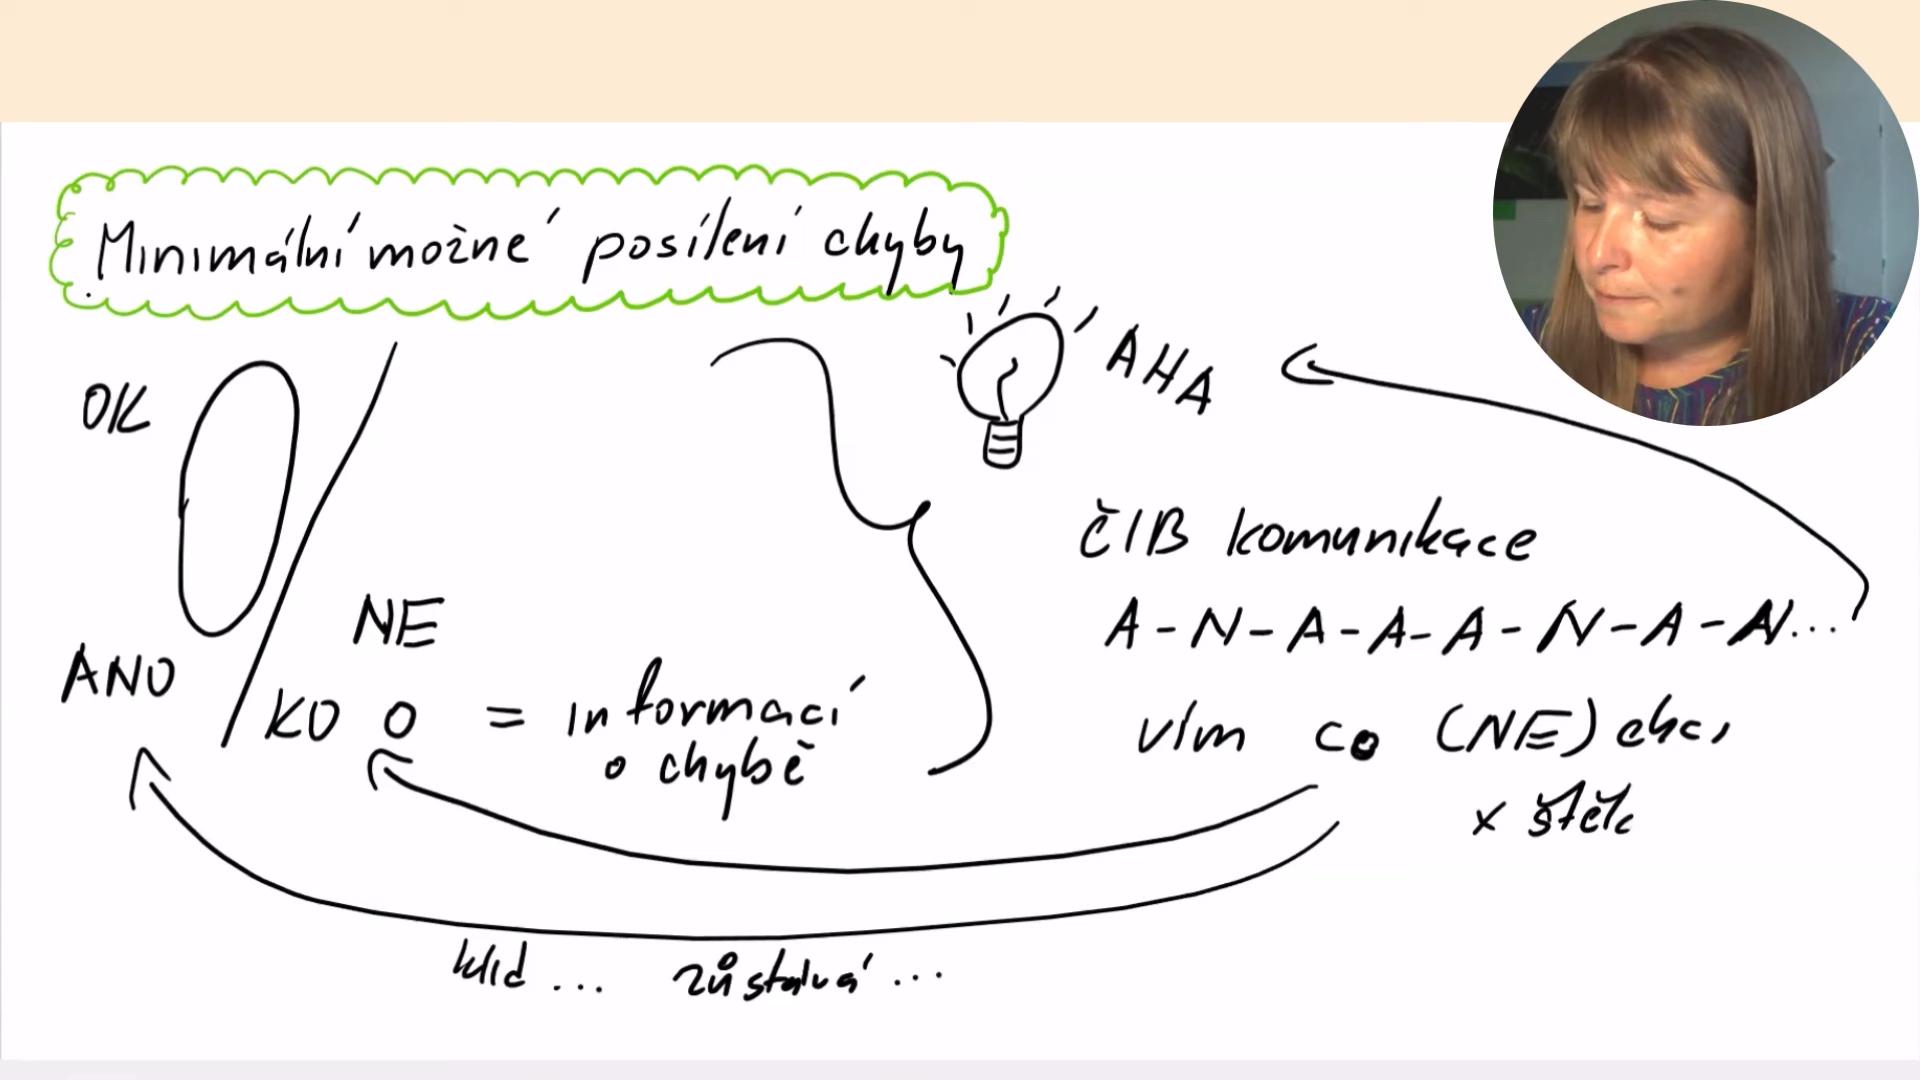 Minimální možné posílení chyby
AHA
OK
ČIB komunikace
NE
A-N-A-A-A-N-A-N...
ANO
KO O = informací
o chybě
vím co (NE)chci
x štěk
klid ... zůstává ...